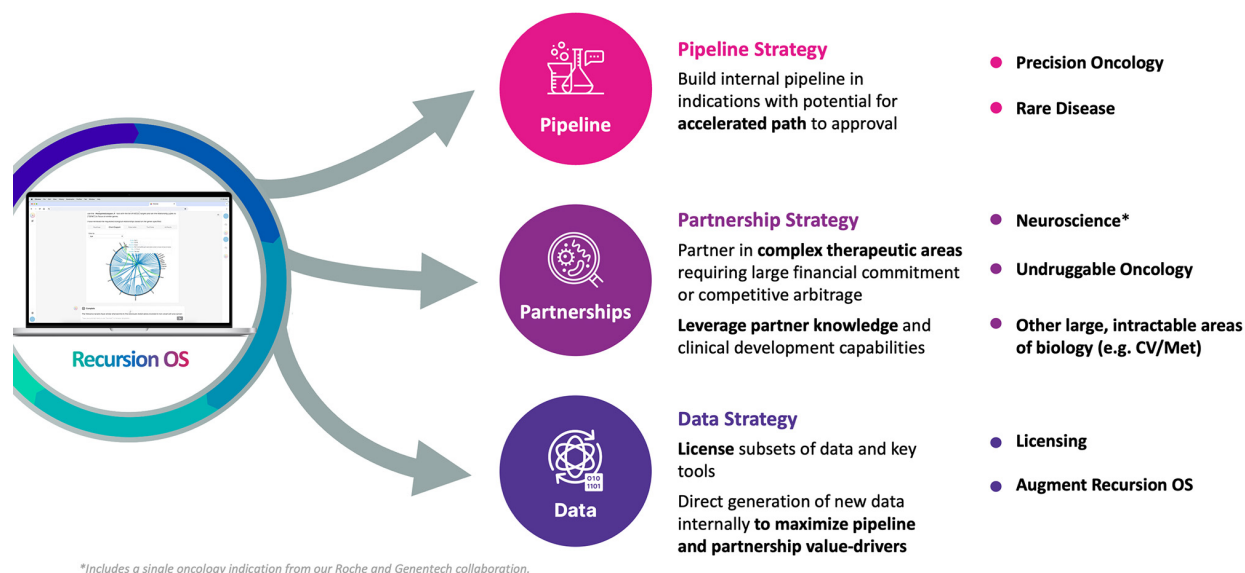 Pipeline
Pipeline Strategy
Build internal pipeline in
indications with potential for
accelerated path to approval
Precision Oncology
Rare Disease
Recursion OS
Partnerships
Partnership Strategy
Partner in complex therapeutic areas
requiring large financial commitment
or competitive arbitrage
Leverage partner knowledge and
clinical development capabilities
Neuroscience*
Undruggable Oncology
Other large, intractable areas
of biology (e.g. CV/Met)
010
1101
Data
Data Strategy
License subsets of data and key
tools
Direct generation of new data
internally to maximize pipeline
and partnership value-drivers
Licensing
Augment Recursion OS
*Includes a single oncology indication from our Roche and Genentech collaboration.